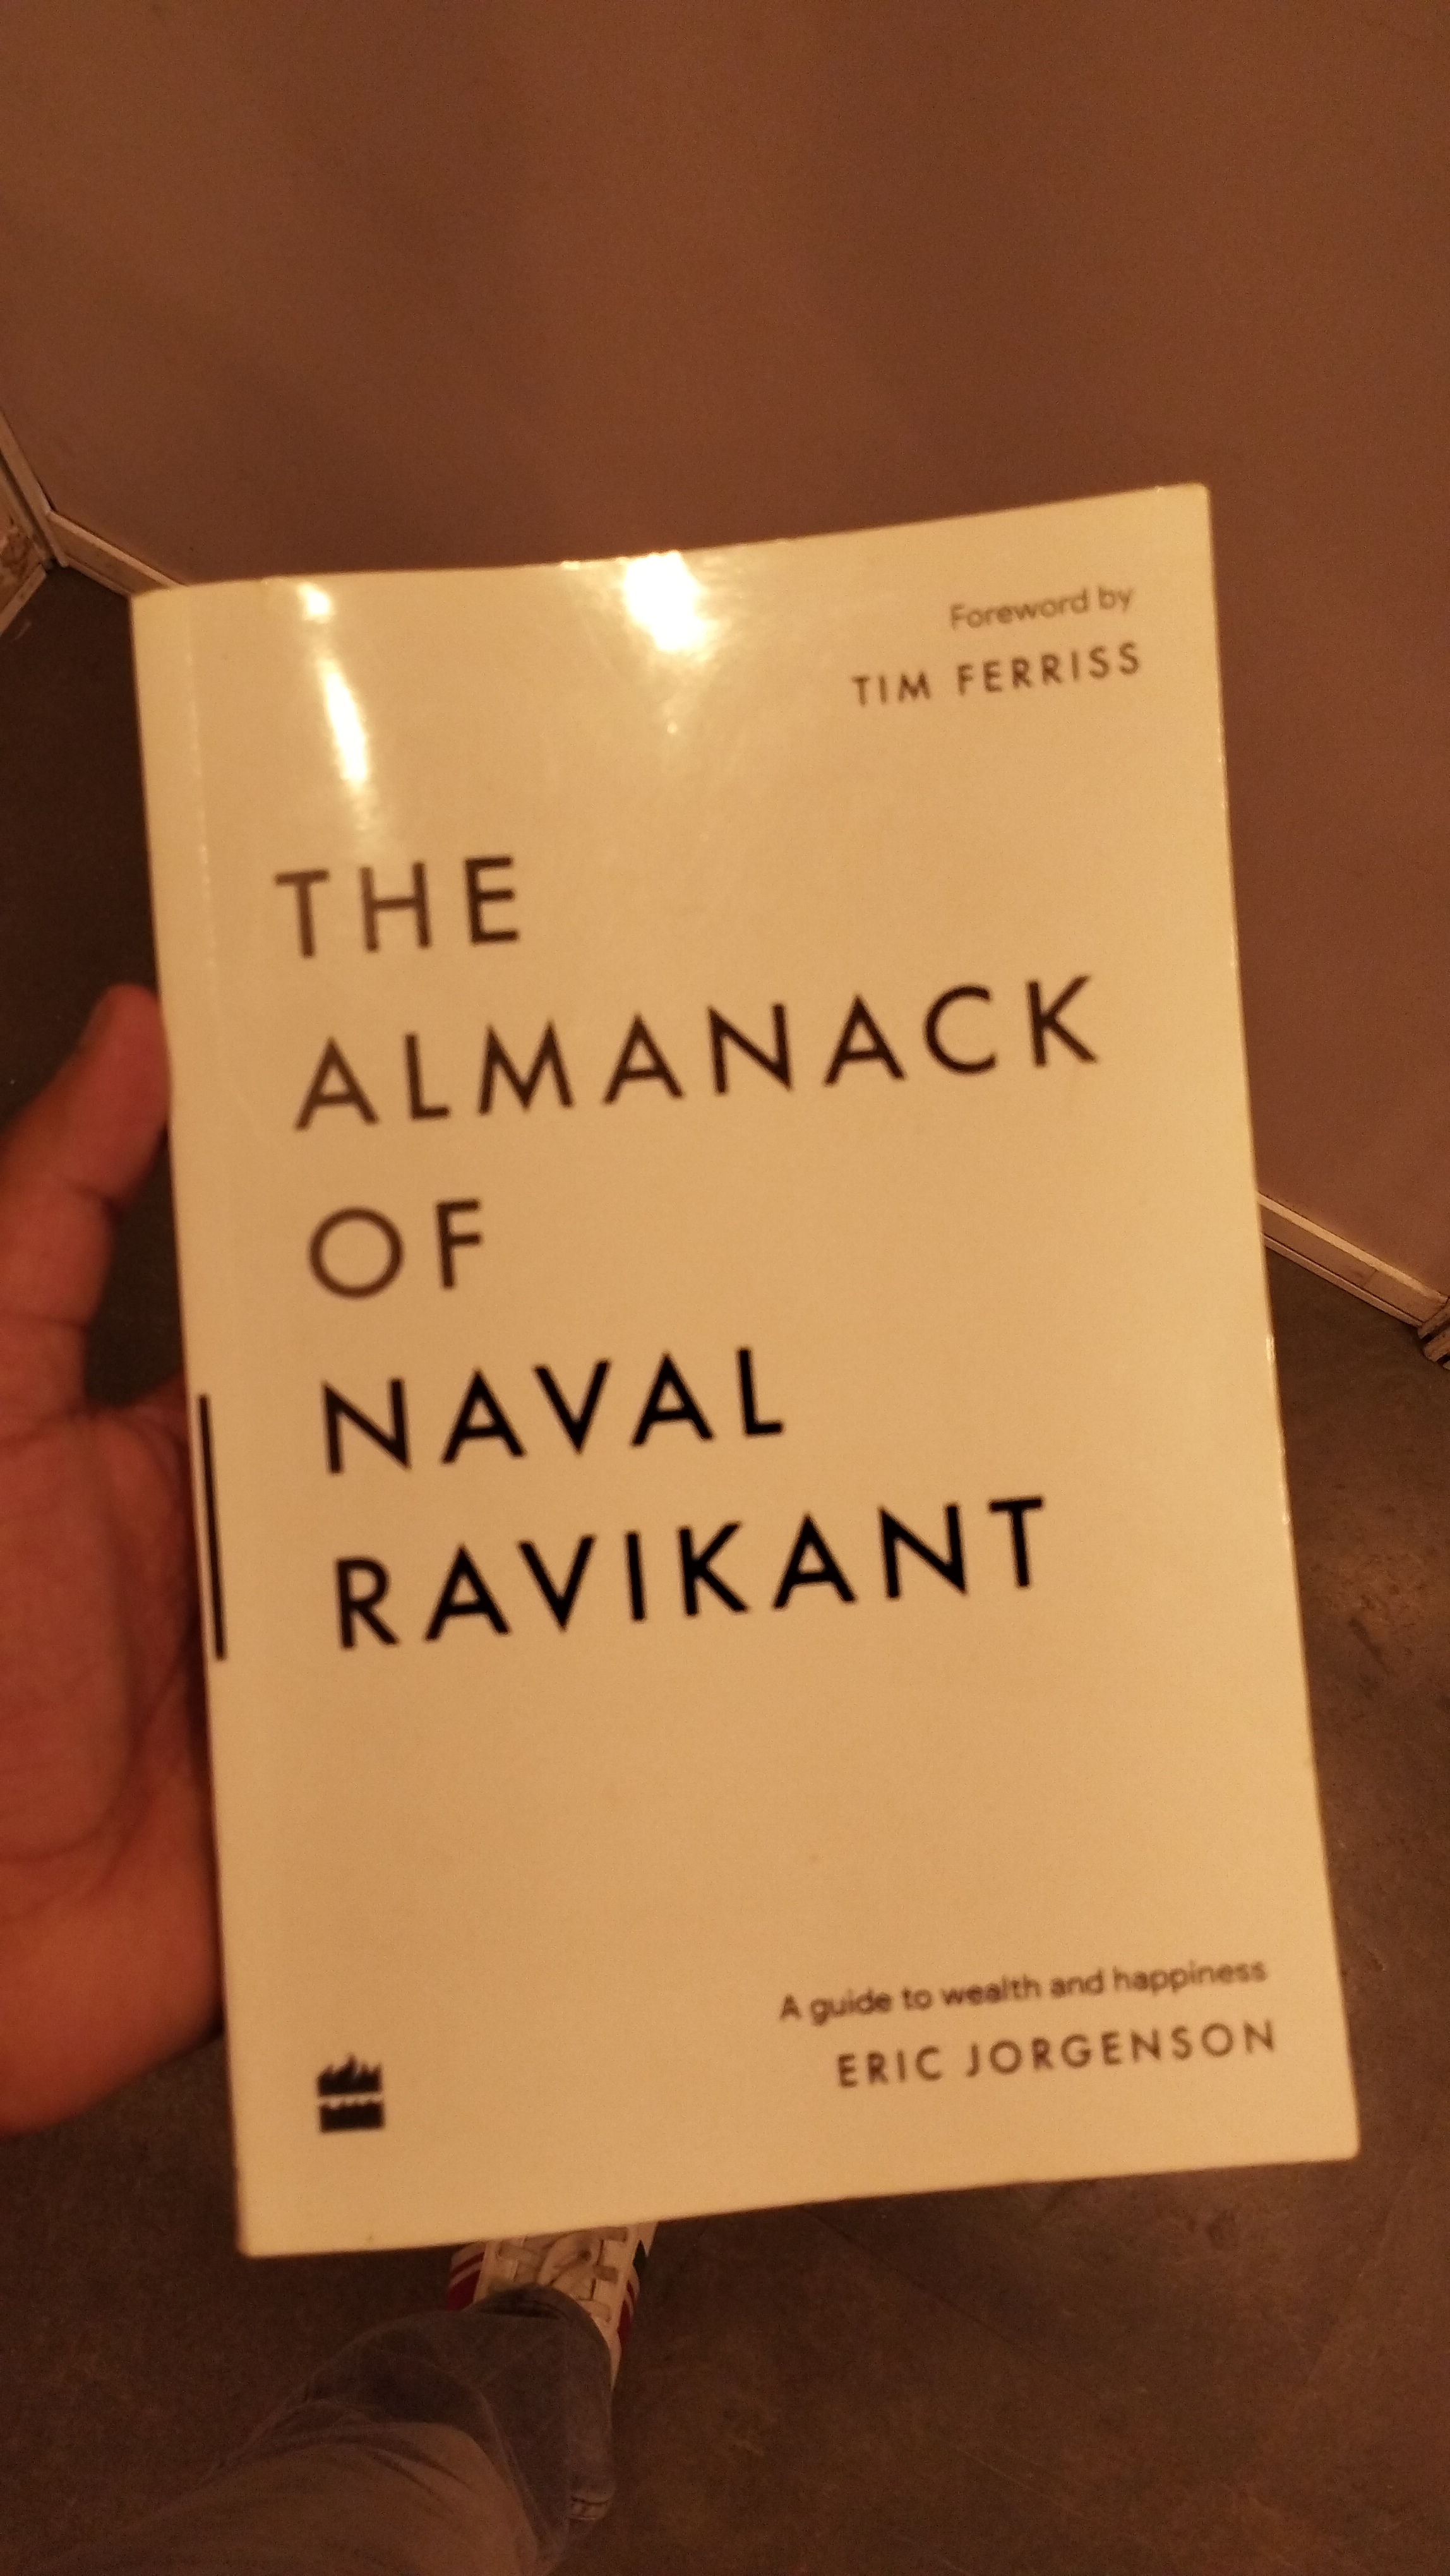 Foreword by
TIM FERRISS
THE
ALMANACK
OF
NAVAL
RAVIKANT
A guide to wealth and happiness
ERIC JORGENSON